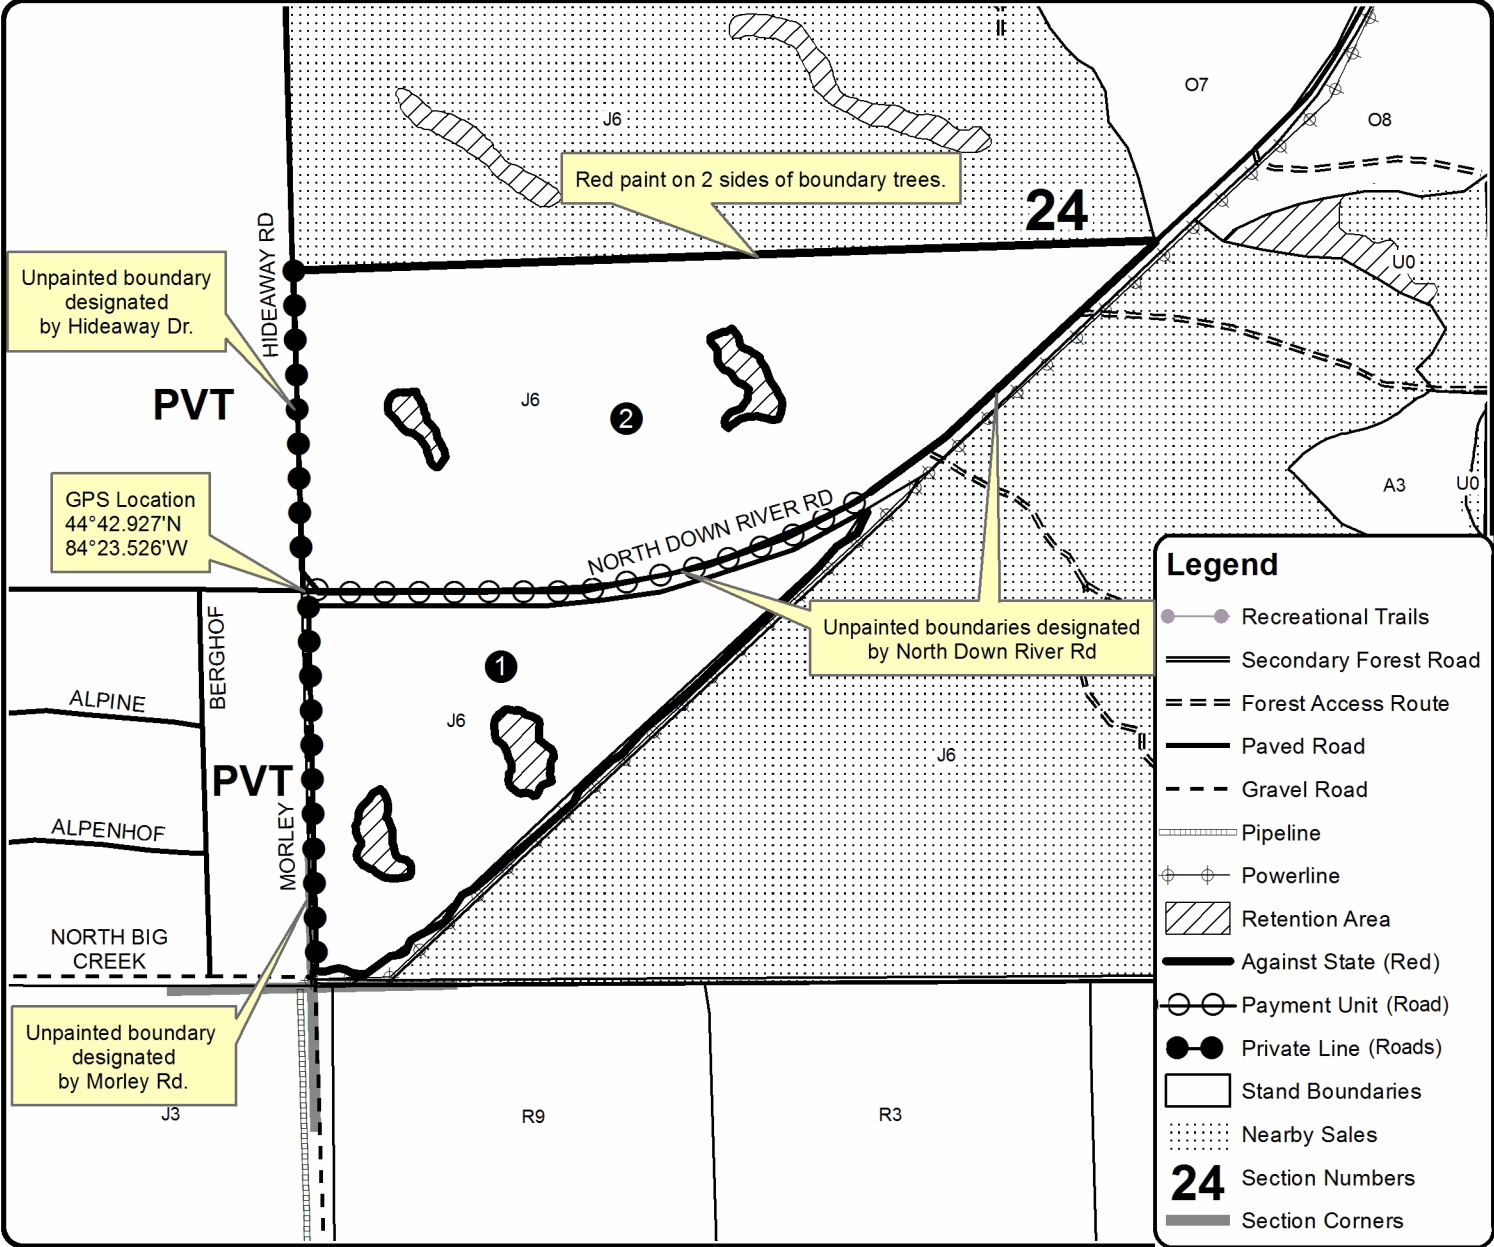 O7
O8
J6
Red paint on 2 sides of boundary trees.
24
HIDEAWAY RD
U0
Unpainted boundary
designated
by Hideaway Dr.
PVT
J6
2
A3
U0
GPS Location
44°42.927'N
84°23.526'W
NORTH DOWN RIVER RD
BERGHOF
Unpainted boundaries designated
by North Down River Rd
1
ALPINE
J6
J6
PVT
MORLEY
ALPENHOF
NORTH BIG
CREEK
Unpainted boundary
designated
by Morley Rd.
J3
R9
R3
Legend
Recreational Trails
Secondary Forest Road
Forest Access Route
Paved Road
Gravel Road
Pipeline
Powerline
Retention Area
Against State (Red)
Payment Unit (Road)
Private Line (Roads)
Stand Boundaries
Nearby Sales
24 Section Numbers
Section Corners